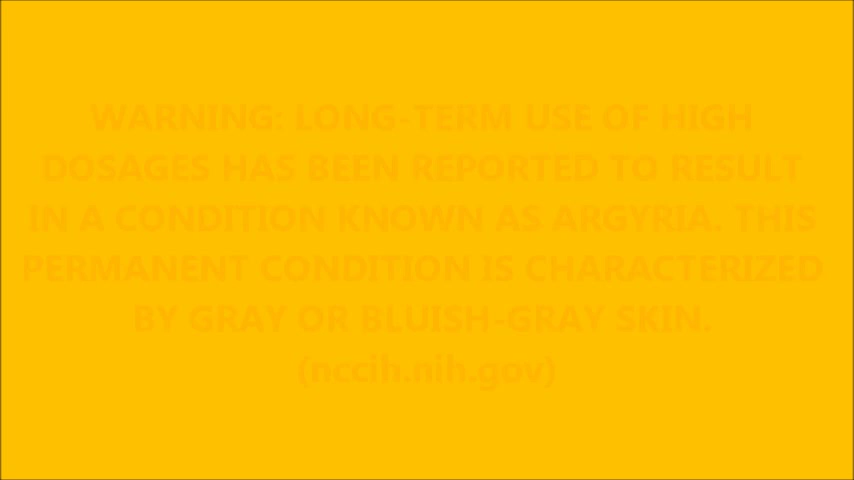 WARNING: LONG-TERM USE OF HIGH
DOSAGES HAS BEEN REPORTED TO RESULT
IN A CONDITION KNOWN AS ARGYRIA. THIS
PERMANENT CONDITION IS CHARACTERIZED
BY GRAY OR BLUISH-GRAY SKIN.
(nccih.nih.gov)